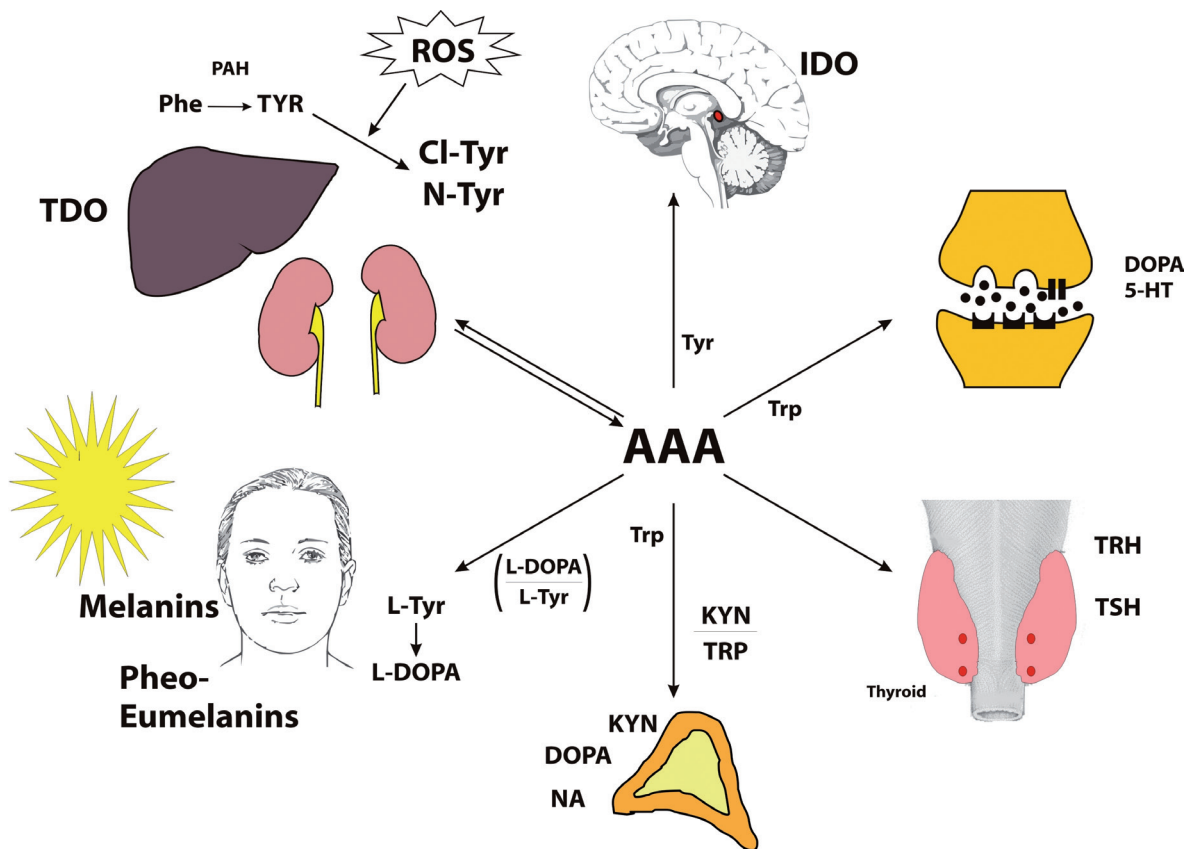 ROS
IDO
PAH
Phe
TYR
Cl-Tyr
N-Tyr
TDO
DOPA
5-HT
Tyr
Trp
AAA
TRH
TSH
Thyroid
Trp
L-DOPA
L-Tyr
Melanins
L-Tyr
L-DOPA
Pheo-
Eumelanins
KYN
TRP
KYN
DOPA
NA